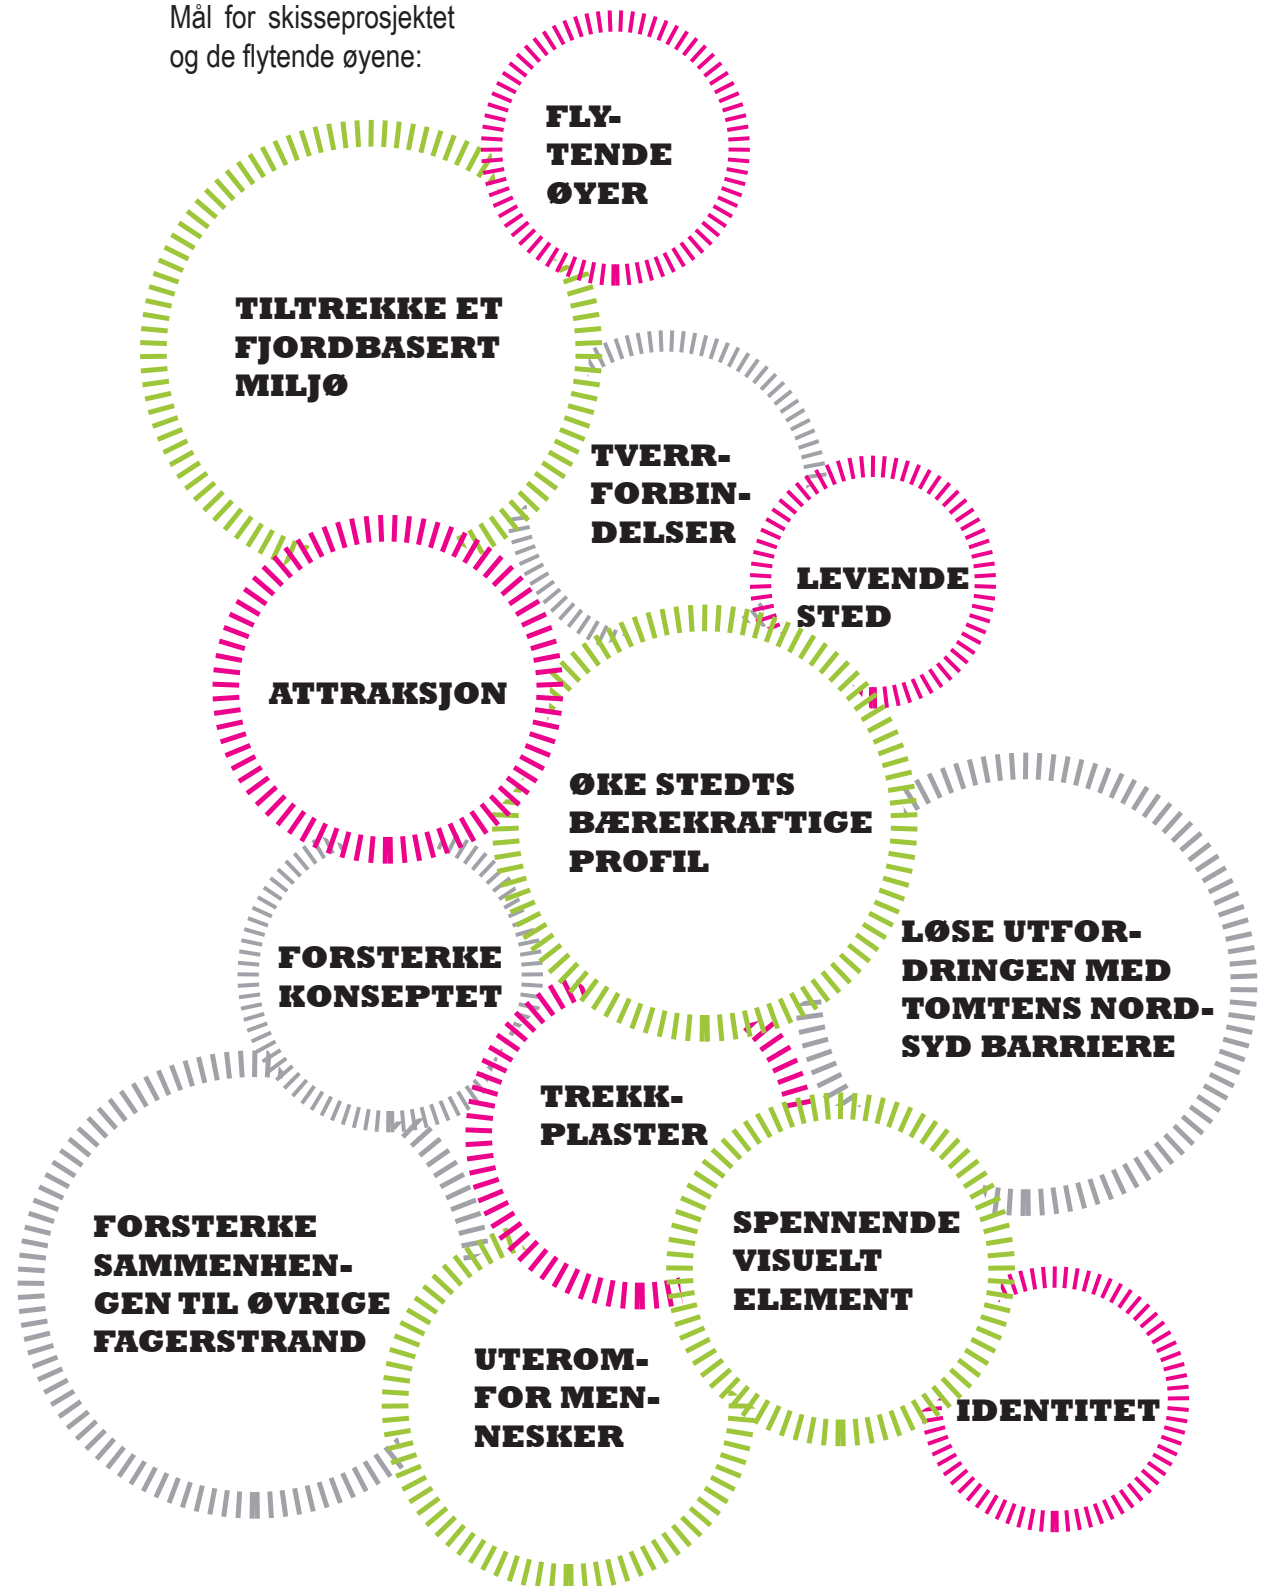 Mål for skisseprosjektet
og de flytende øyene:
FLY-
TENDE
ØYER
TILTREKKE ET
FJORDBASERT
MILJØ
TVERR-
FORBIN-
DELSER
LEVENDE
STED
ATTRAKSJON
ØKE STEDTS
BÆREKRAFTIGE
PROFIL
LØSE UTFOR-
DRINGEN MED
TOMTENS NORD-
SYD BARRIERE
FORSTERKE
KONSEPTET
TREKK-
PLASTER
FORSTERKE
SAMMENHEN-
GEN TIL ØVRIGE
FAGERSTRAND
SPENNENDE
VISUELT
ELEMENT
UTEROM-
FOR MEN-
NESKER
IDENTITET